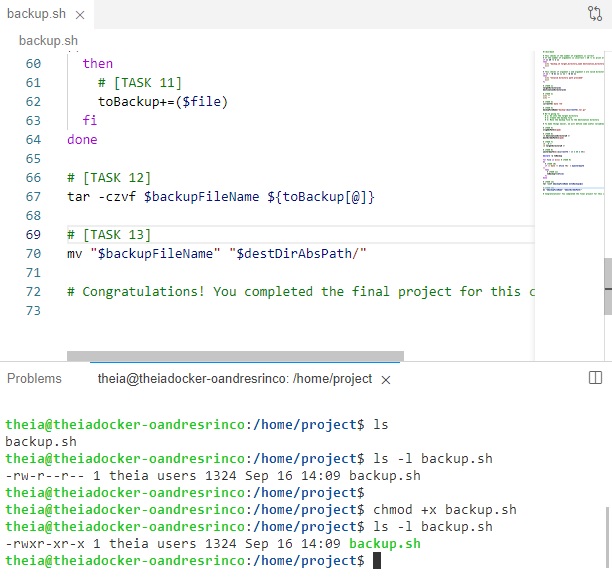 backup.sh
backup.sh
60 then
61 # [TASK 11]
62 toBackup+=($file)
63 fi
64 done
65
66 # [TASK 12]
67 tar -czvf $backupFileName ${toBackup[@]}
68
69 # [TASK 13]
70 mv "$backupFileName" "$destDirAbsPath/"
71
72 # Congratulations! You completed the final project for this c
73
Problems theia@theiadocker-oandresrinco: /home/project
theia@theiadocker-oandresrinco:/home/project$ ls
backup.sh
theia@theiadocker-oandresrinco:/home/project$ ls -l backup.sh
-rw-r--r-- 1 theia users 1324 Sep 16 14:09 backup.sh
theia@theiadocker-oandresrinco:/home/project$
theia@theiadocker-oandresrinco:/home/project$ chmod +x backup.sh
theia@theiadocker-oandresrinco:/home/project$ ls -l backup.sh
-rwxr-xr-x 1 theia users 1324 Sep 16 14:09 backup.sh
theia@theiadocker-oandresrinco:/home/project$